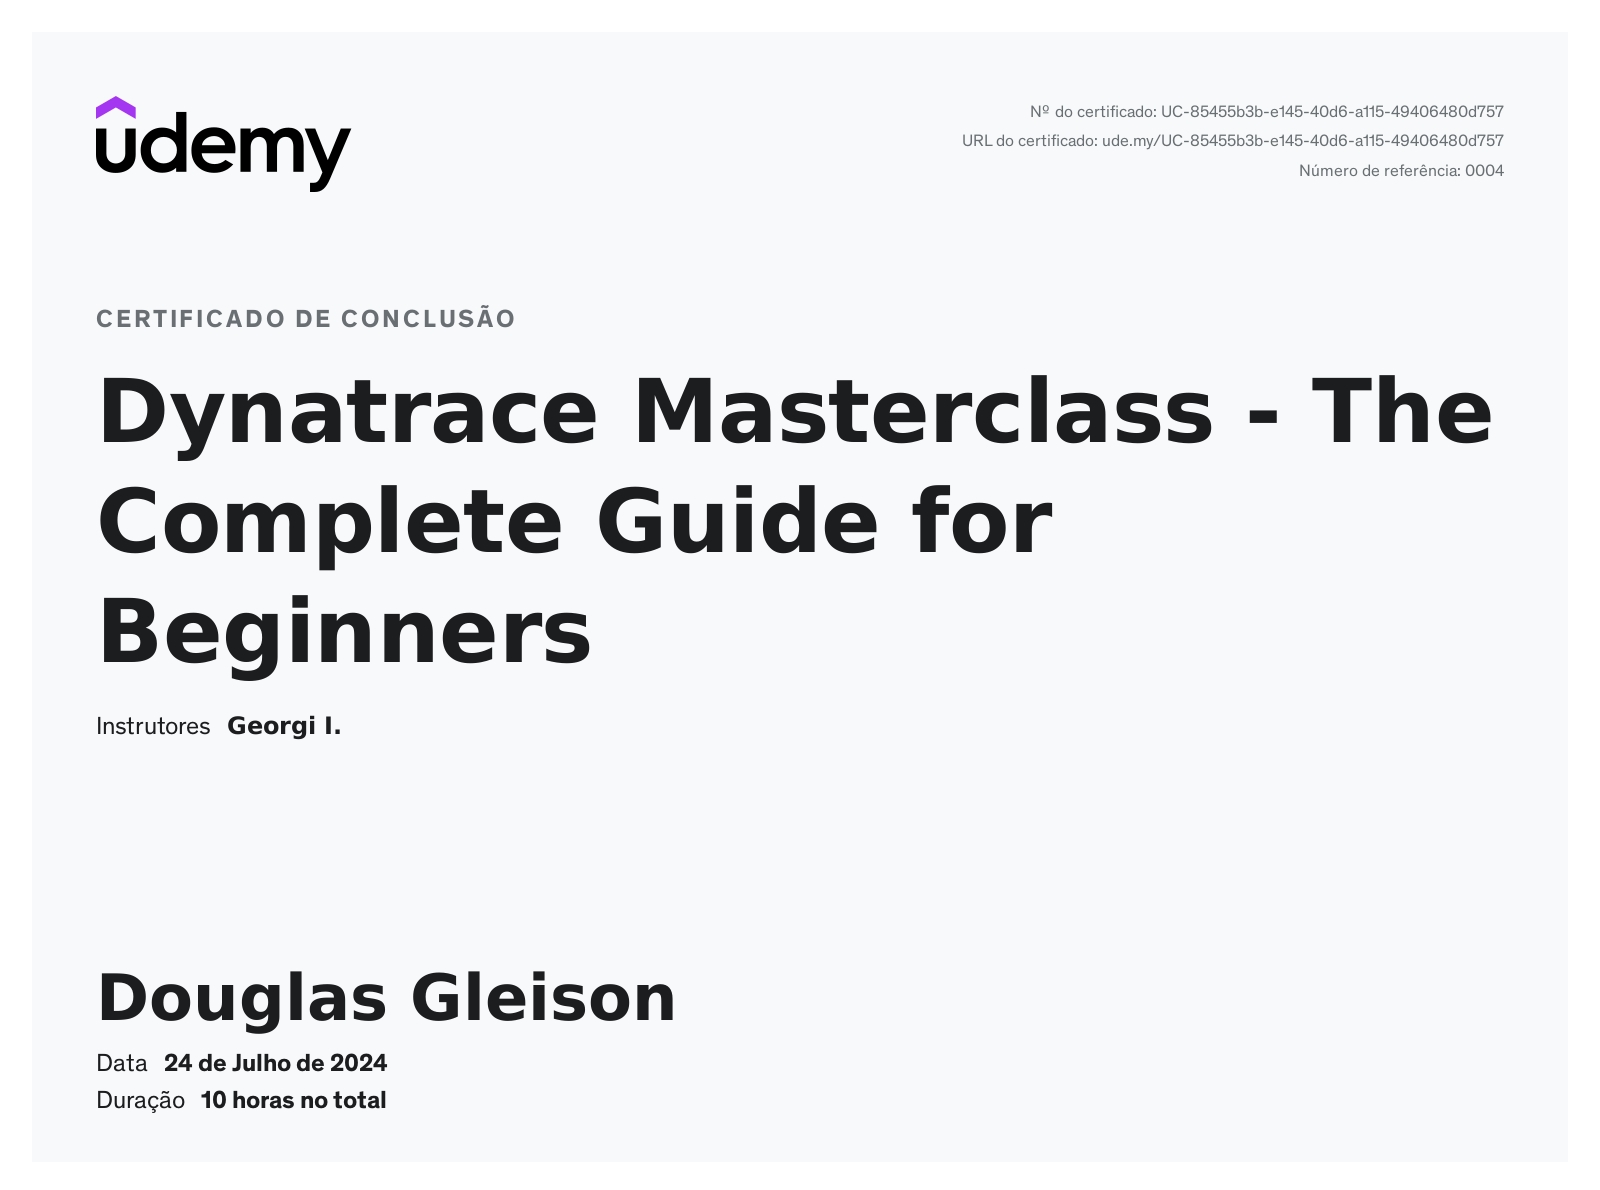 udemy
Nº do certificado: UC-85455b3b-e145-40d6-a115-49406480d757
URL do certificado: ude.my/UC-85455b3b-e145-40d6-a115-49406480d757
Número de referência: 0004
CERTIFICADO DE CONCLUSÃO
Dynatrace Masterclass - The
Complete Guide for
Beginners
Instrutores Georgi I.
Douglas Gleison
Data 24 de Julho de 2024
Duração 10 horas no total